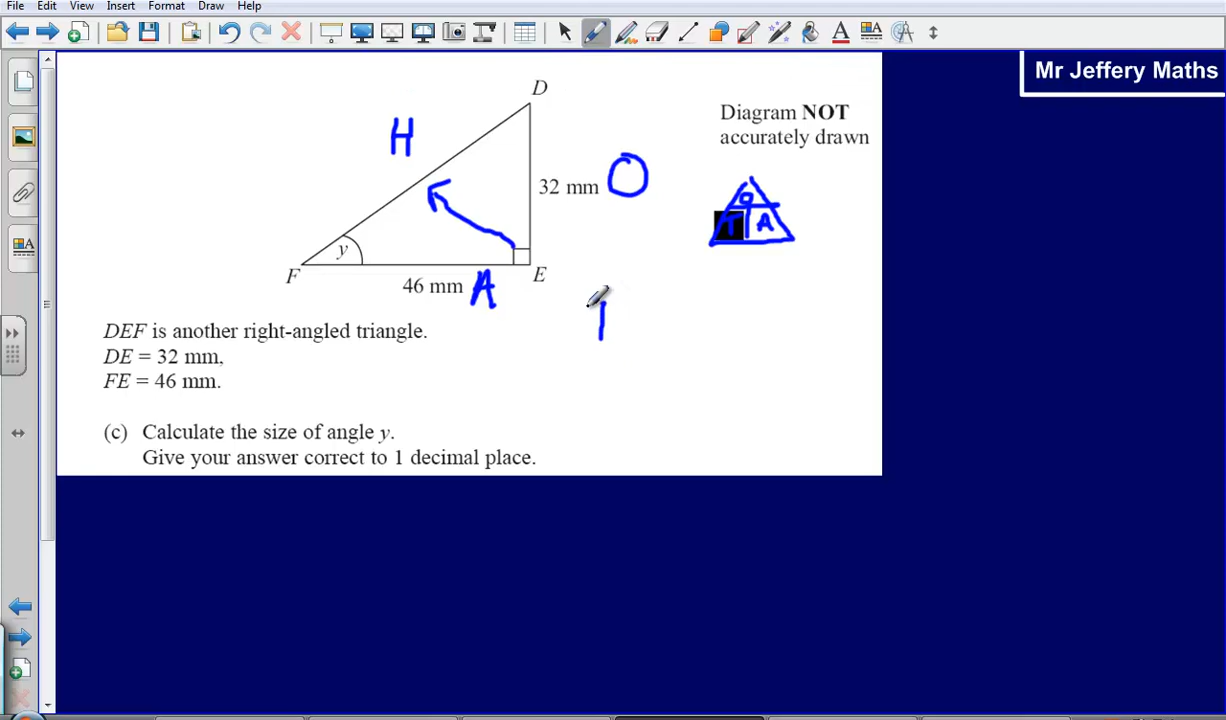 File Edit View Insert Format Draw Help
Mr Jeffery Maths
D
H
Diagram NOT
accurately drawn
32 mm O
O
T A
y
F E
46 mm A
T
DEF is another right-angled triangle.
DE = 32 mm,
FE = 46 mm.
(c) Calculate the size of angle y.
Give your answer correct to 1 decimal place.